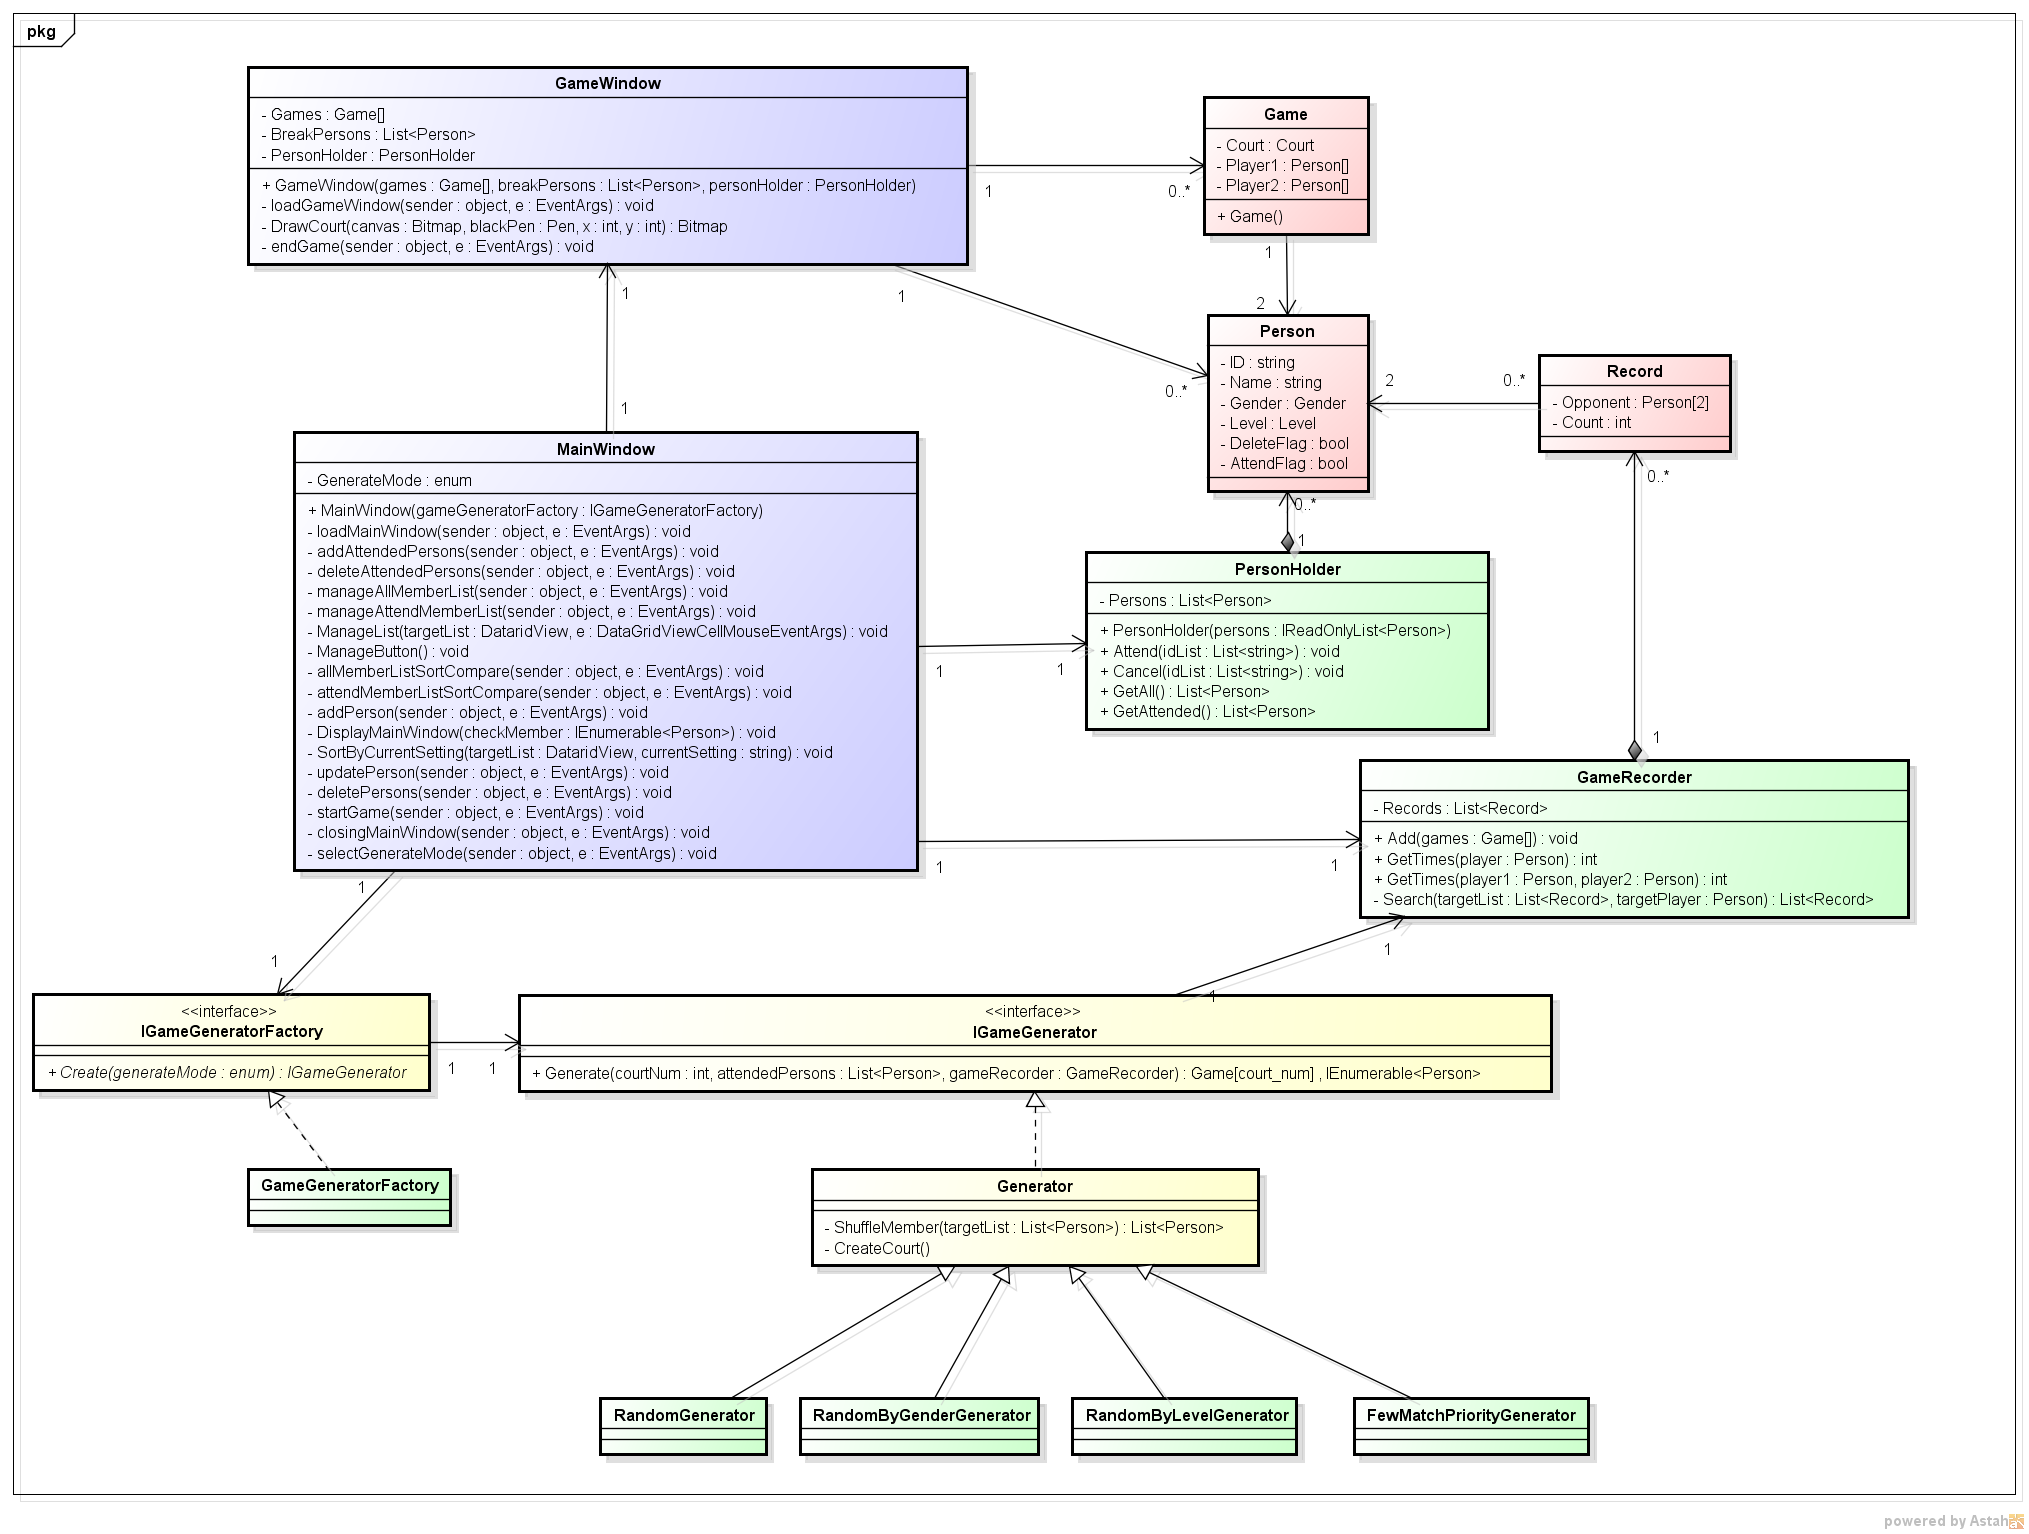 pkg
GameWindow
- Games : Game[]
- BreakPersons : List<Person>
- PersonHolder : PersonHolder
+ GameWindow(games : Game[], breakPersons : List<Person>, personHolder : PersonHolder)
- loadGameWindow(sender : object, e : EventArgs) : void
- DrawCourt(canvas : Bitmap, blackPen : Pen, x : int, y : int) : Bitmap
- endGame(sender : object, e : EventArgs) : void
1
0..*
Game
- Court : Court
- Player1 : Person[]
- Player2 : Person[]
+ Game()
1
2
1
0..*
1
1
Person
- ID : string
- Name : string
- Gender : Gender
- Level : Level
- DeleteFlag : bool
- AttendFlag : bool
2
0..*
Record
- Opponent : Person[2]
- Count : int
0..*
1
0..*
1
MainWindow
- GenerateMode : enum
+ MainWindow(gameGeneratorFactory : IGameGeneratorFactory)
- loadMainWindow(sender : object, e : EventArgs) : void
- addAttendedPersons(sender : object, e : EventArgs) : void
- deleteAttendedPersons(sender : object, e : EventArgs) : void
- manageAllMemberList(sender : object, e : EventArgs) : void
- manageAttendMemberList(sender : object, e : EventArgs) : void
- ManageList(targetList : DataridView, e : DataGridViewCellMouseEventArgs) : void
- ManageButton() : void
- allMemberListSortCompare(sender : object, e : EventArgs) : void
- attendMemberListSortCompare(sender : object, e : EventArgs) : void
- addPerson(sender : object, e : EventArgs) : void
- DisplayMainWindow(checkMember : IEnumerable<Person>) : void
- SortByCurrentSetting(targetList : DataridView, currentSetting : string) : void
- updatePerson(sender : object, e : EventArgs) : void
- deletePersons(sender : object, e : EventArgs) : void
- startGame(sender : object, e : EventArgs) : void
- closingMainWindow(sender : object, e : EventArgs) : void
- selectGenerateMode(sender : object, e : EventArgs) : void
1
1
PersonHolder
- Persons : List<Person>
+ PersonHolder(persons : IReadOnlyList<Person>)
+ Attend(idList : List<string>) : void
+ Cancel(idList : List<string>) : void
+ GetAll() : List<Person>
+ GetAttended() : List<Person>
1
1
GameRecorder
- Records : List<Record>
+ Add(games : Game[]) : void
+ GetTimes(player : Person) : int
+ GetTimes(player1 : Person, player2 : Person) : int
- Search(targetList : List<Record>, targetPlayer : Person) : List<Record>
1
1
1
1
<<interface>>
IGameGeneratorFactory
+ Create(generateMode : enum) : IGameGenerator
1
1
<<interface>>
IGameGenerator
+ Generate(courtNum : int, attendedPersons : List<Person>, gameRecorder : GameRecorder) : Game[court_num] , IEnumerable<Person>
GameGeneratorFactory
Generator
- ShuffleMember(targetList : List<Person>) : List<Person>
- CreateCourt()
RandomGenerator
RandomByGenderGenerator
RandomByLevelGenerator
FewMatchPriorityGenerator
powered by Astah